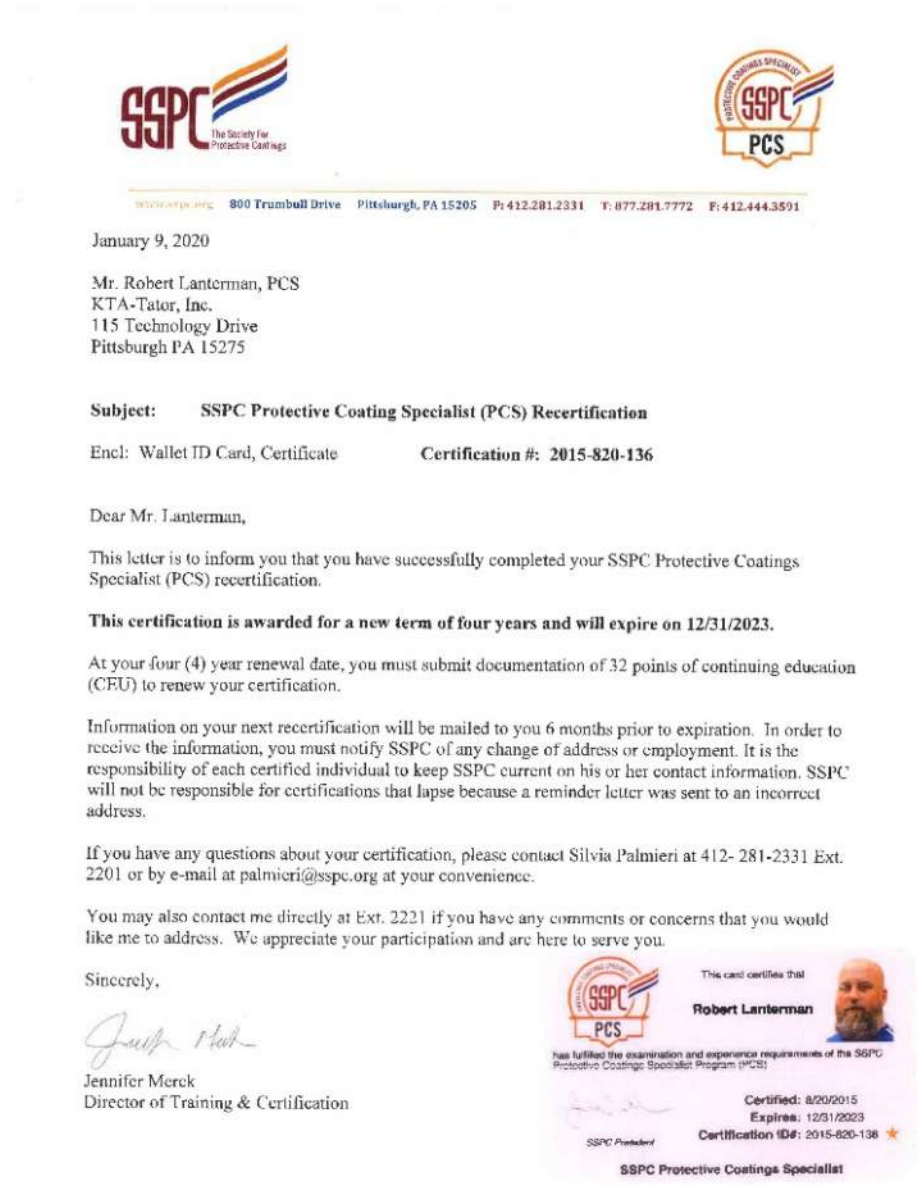 SSPC
The Society For
Protective Coatings
PROTECTIVE COATINGS SPECIALIST
SSPC
PCS
www.sspc.org 800 Trumbull Drive Pittsburgh, PA 15205 P: 412.281.2331 T: 877.281.7772 F: 412.444.3591
January 9, 2020
Mr. Robert Lanterman, PCS
KTA-Tator, Inc.
115 Technology Drive
Pittsburgh PA 15275
Subject: SSPC Protective Coating Specialist (PCS) Recertification
Encl: Wallet ID Card, Certificate Certification #: 2015-820-136
Dear Mr. Lanterman,
This letter is to inform you that you have successfully completed your SSPC Protective Coatings
Specialist (PCS) recertification.
This certification is awarded for a new term of four years and will expire on 12/31/2023.
At your four (4) year renewal date, you must submit documentation of 32 points of continuing education
(CEU) to renew your certification.
Information on your next recertification will be mailed to you 6 months prior to expiration. In order to
receive the information, you must notify SSPC of any change of address or employment. It is the
responsibility of each certified individual to keep SSPC current on his or her contact information. SSPC
will not be responsible for certifications that lapse because a reminder letter was sent to an incorrect
address.
If you have any questions about your certification, please contact Silvia Palmieri at 412- 281-2331 Ext.
2201 or by e-mail at palmieri@sspc.org at your convenience.
You may also contact me directly at Ext. 2221 if you have any comments or concerns that you would
like me to address. We appreciate your participation and are here to serve you.
Sincerely,
Jennifer Merck
Director of Training & Certification
SSPC
PCS
This card certifies that
Robert Lanterman
has fulfilled the examination and experience requirements of the SSPC
Protective Coatings Specialist Program (PCS)
Certified: 8/20/2015
Expires: 12/31/2023
SSPC President
Certification ID#: 2015-820-136
SSPC Protective Coatings Specialist